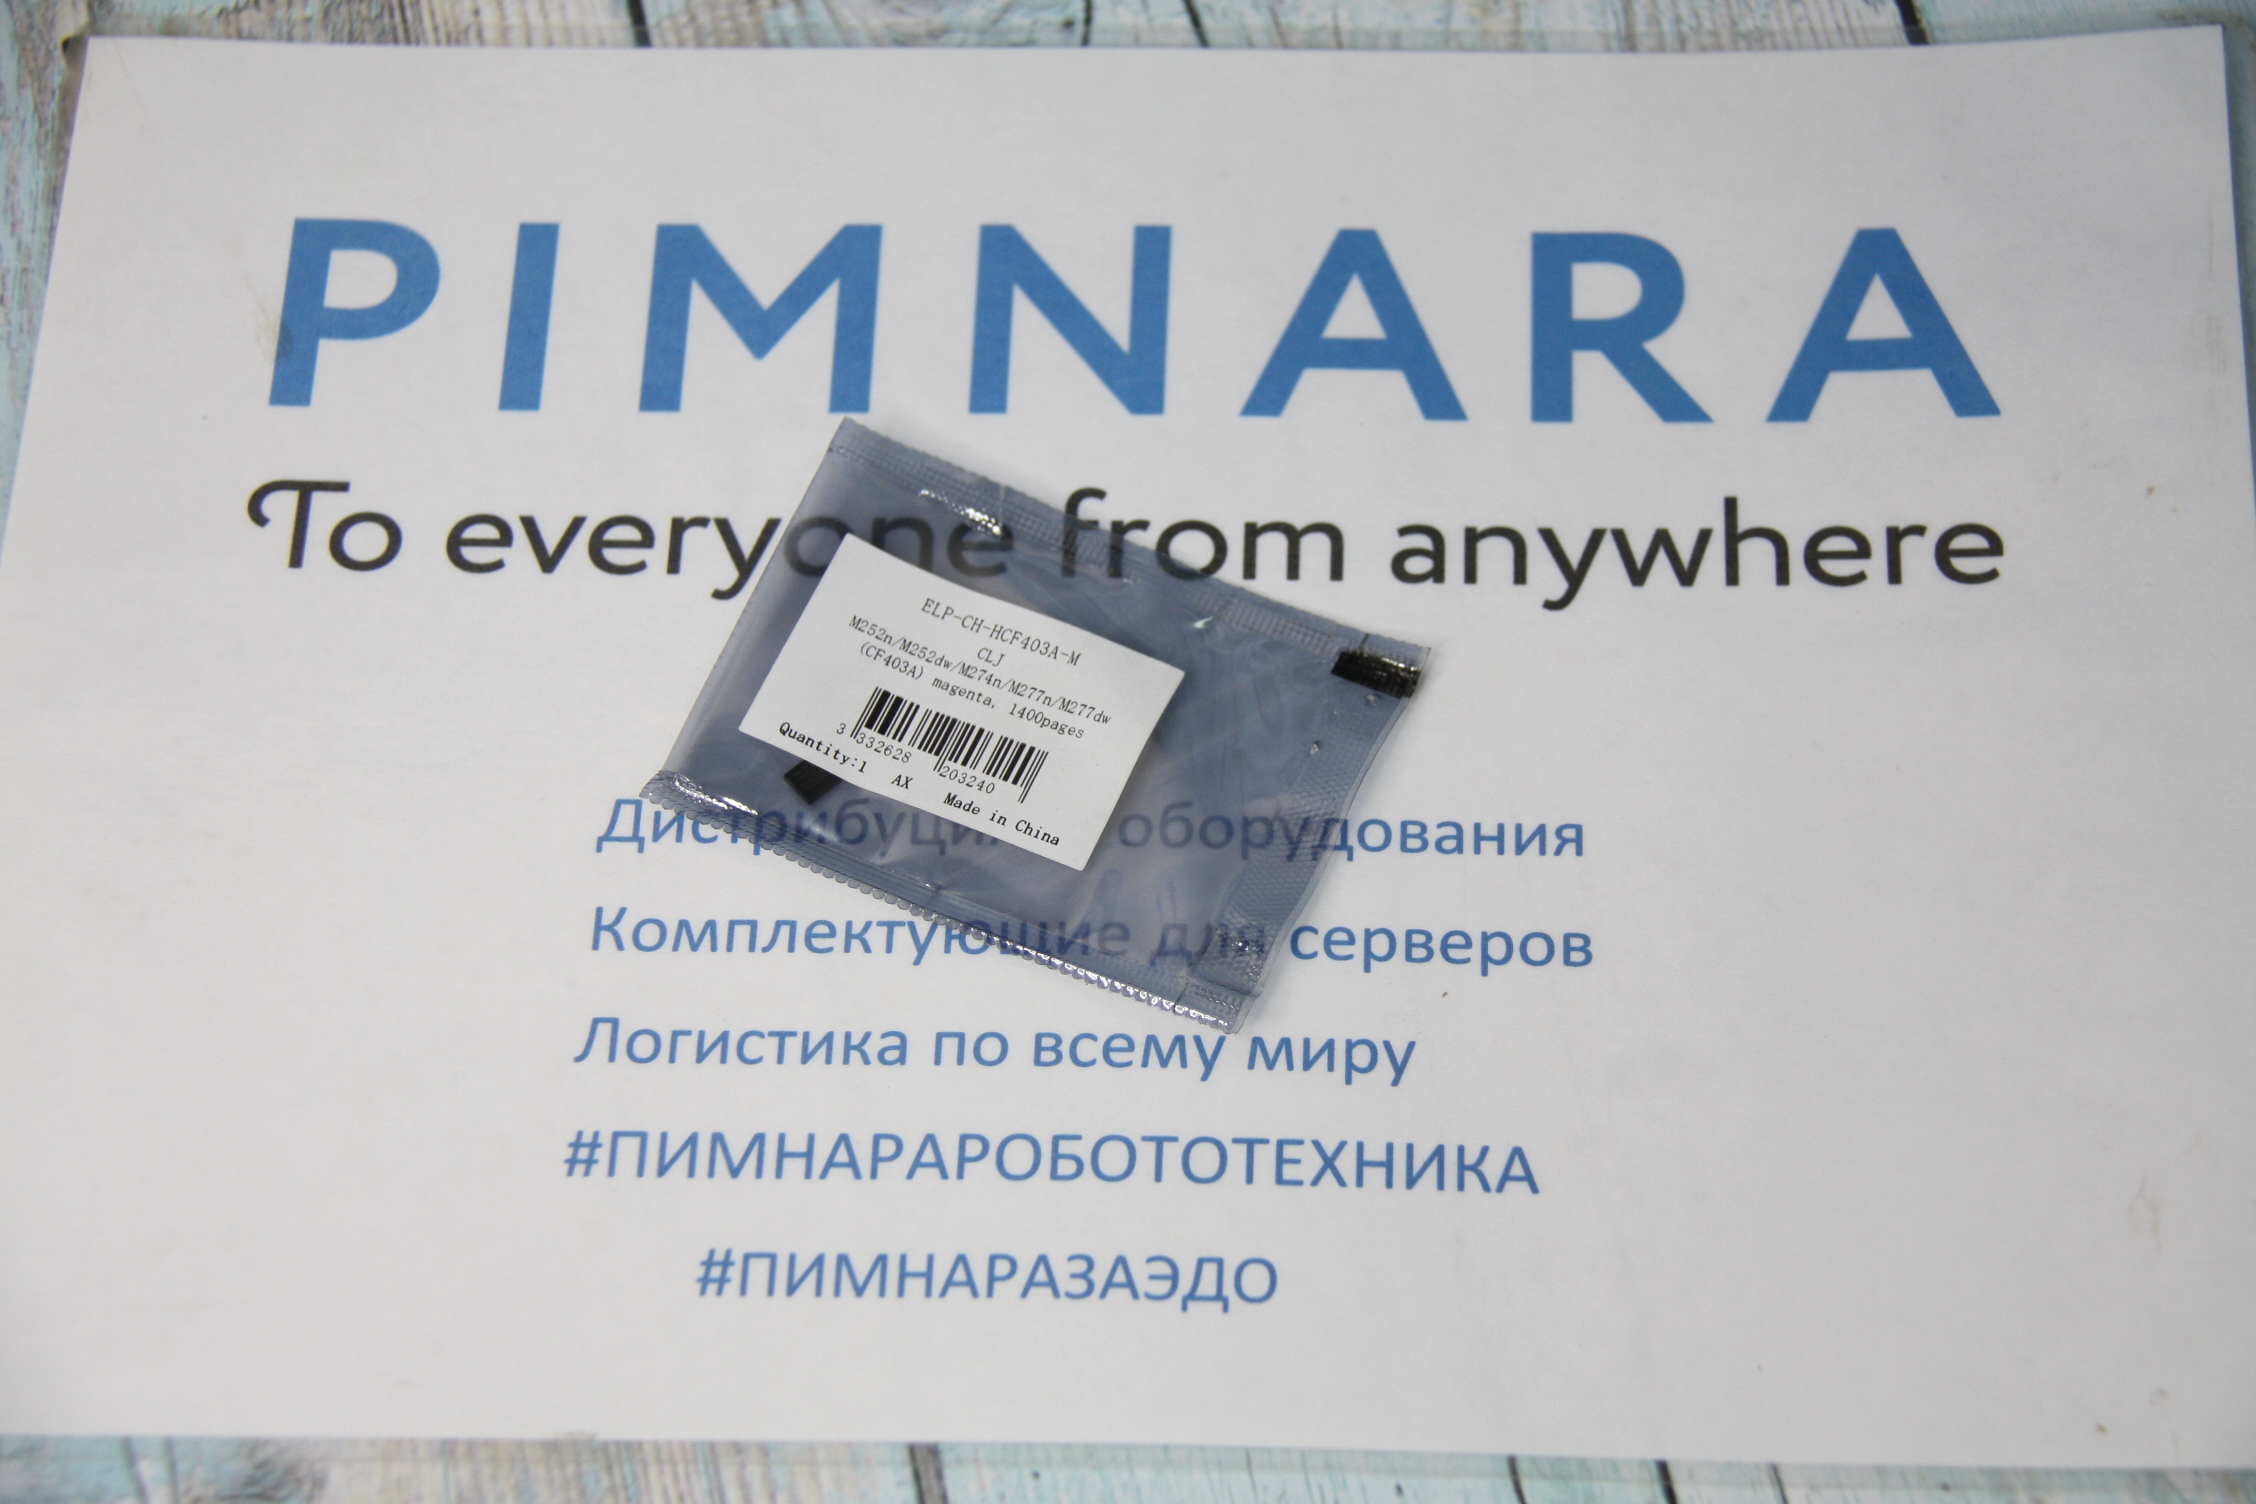 PIMNARA
To everyone from anywhere
ELP-CH-HCF403A-M
CLJ
M252n/M252dw/M274n/M277n/M277dw
(CF403A) magenta, 1400pages
3 332628 203240
Quantity:1 AX Made in China
Дистрибуция оборудования
Комплектующие для серверов
Логистика по всему миру
#ПИМНАРАРОБОТОТЕХНИКА
#ПИМНАРАЗАЭДО